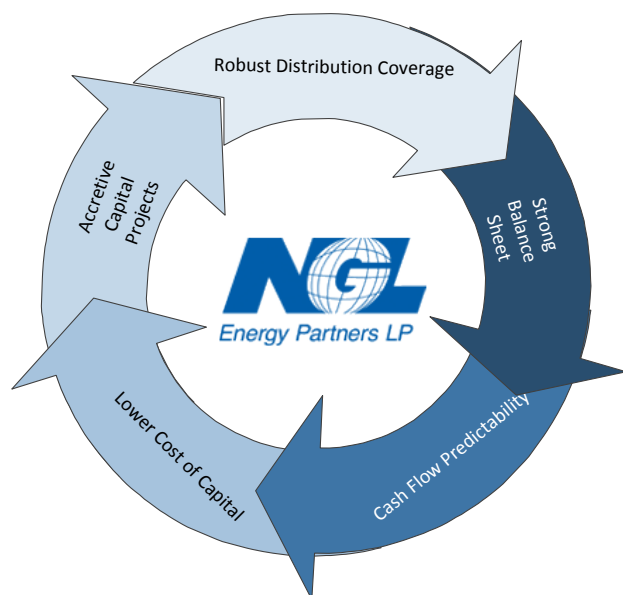 Robust Distribution Coverage
Strong
Balance
Sheet
Cash Flow Predictability
Lower Cost of Capital
Accretive
Capital
Projects
NGL
Energy Partners LP